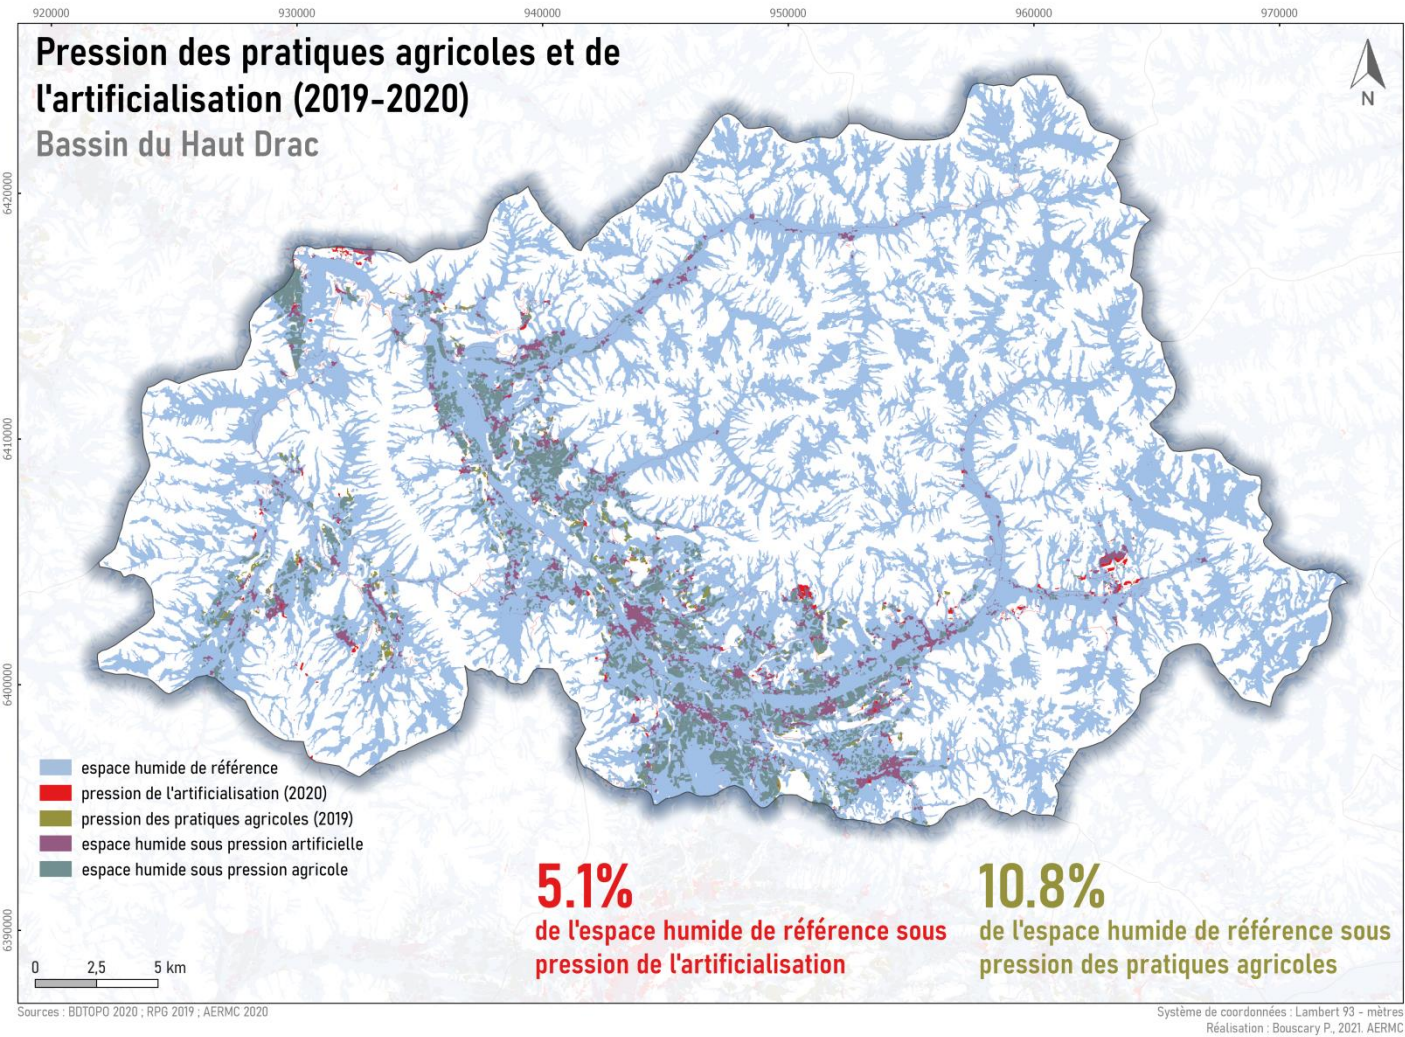 920000
930000
940000
950000
960000
970000
Pression des pratiques agricoles et de
l'artificialisation (2019-2020)
Bassin du Haut Drac
N
6420000
6410000
6400000
6390000
espace humide de référence
pression de l'artificialisation (2020)
pression des pratiques agricoles (2019)
espace humide sous pression artificielle
espace humide sous pression agricole
5.1%
de l'espace humide de référence sous
pression de l'artificialisation
10.8%
de l'espace humide de référence sous
pression des pratiques agricoles
0 2,5 5 km
Sources : BDTOPO 2020 ; RPG 2019 ; AERMC 2020
Système de coordonnées : Lambert 93 - mètres
Réalisation : Bouscary P., 2021. AERMC